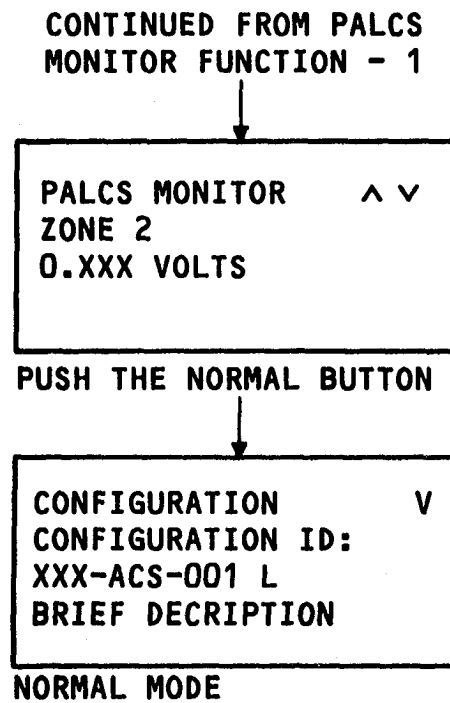 CONTINUED FROM PALCS
MONITOR FUNCTION - 1
PALCS MONITOR ∧ ∨
ZONE 2
0.XXX VOLTS
PUSH THE NORMAL BUTTON
CONFIGURATION V
CONFIGURATION ID:
XXX-ACS-001 L
BRIEF DECRIPTION
NORMAL MODE